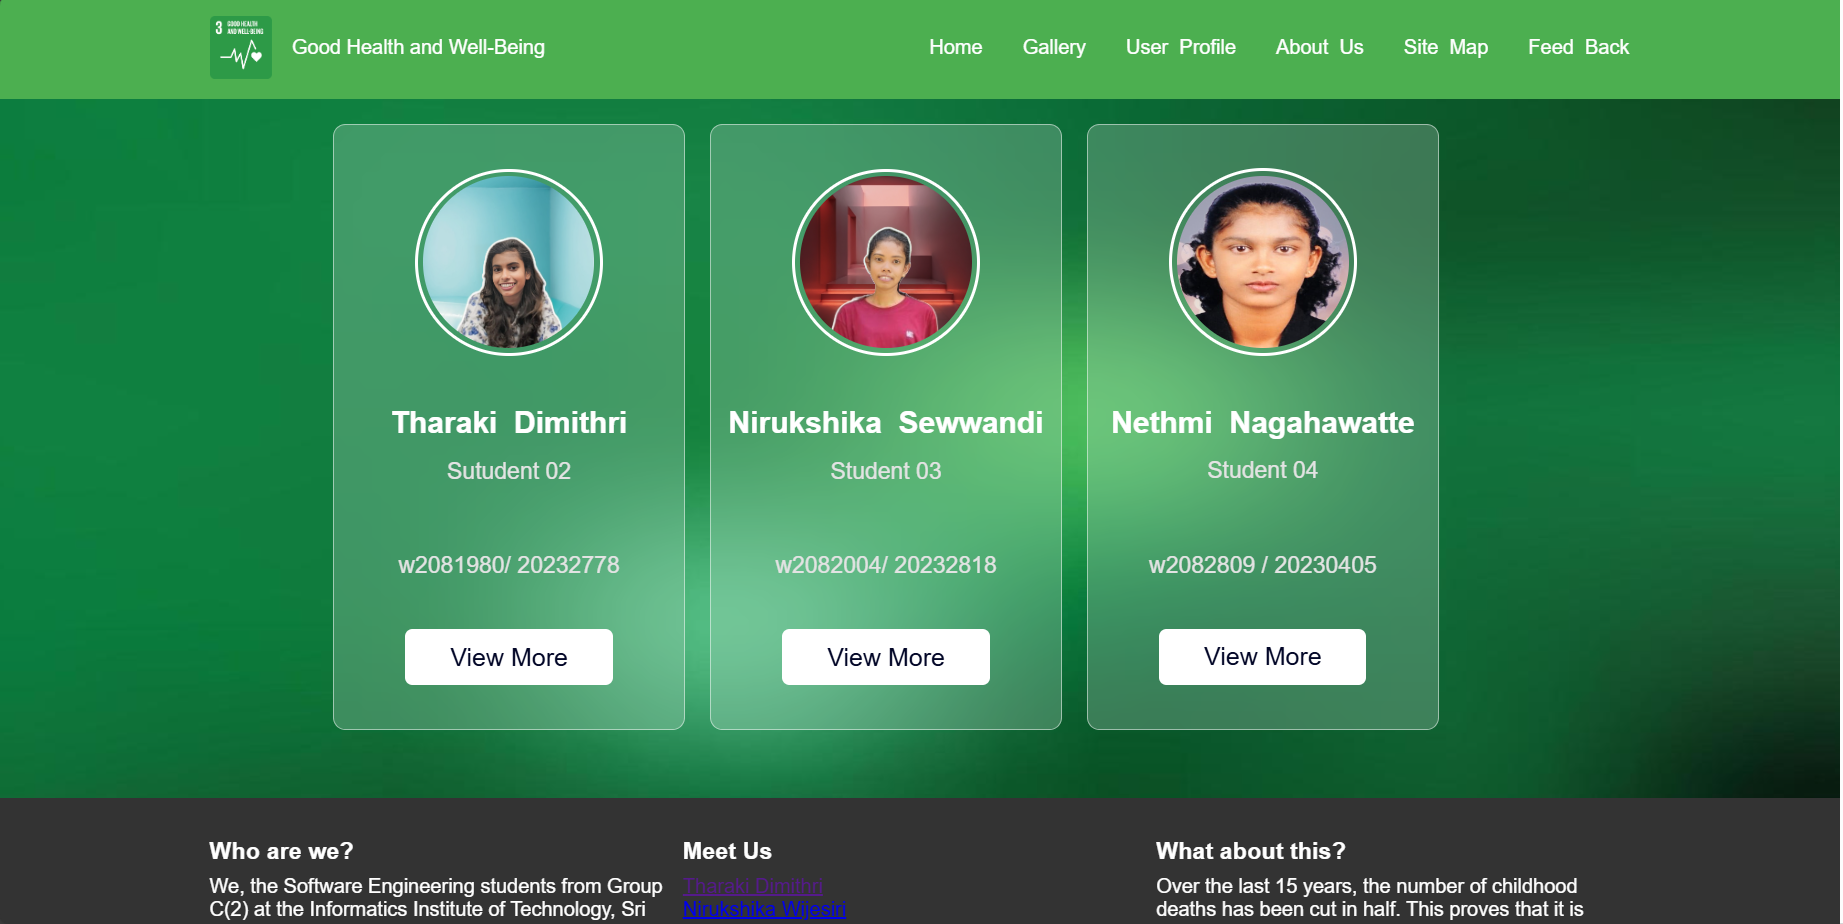 3 GOOD HEALTH
AND WELL-BEING
Good Health and Well-Being
Home Gallery User Profile About Us Site Map Feed Back
Tharaki Dimithri
Sutudent 02
w2081980/ 20232778
View More
Nirukshika Sewwandi
Student 03
w2082004/ 20232818
View More
Nethmi Nagahawatte
Student 04
w2082809 / 20230405
View More
Who are we?
We, the Software Engineering students from Group
C(2) at the Informatics Institute of Technology, Sri
Meet Us
Tharaki Dimithri
Nirukshika Wijesiri
What about this?
Over the last 15 years, the number of childhood
deaths has been cut in half. This proves that it is